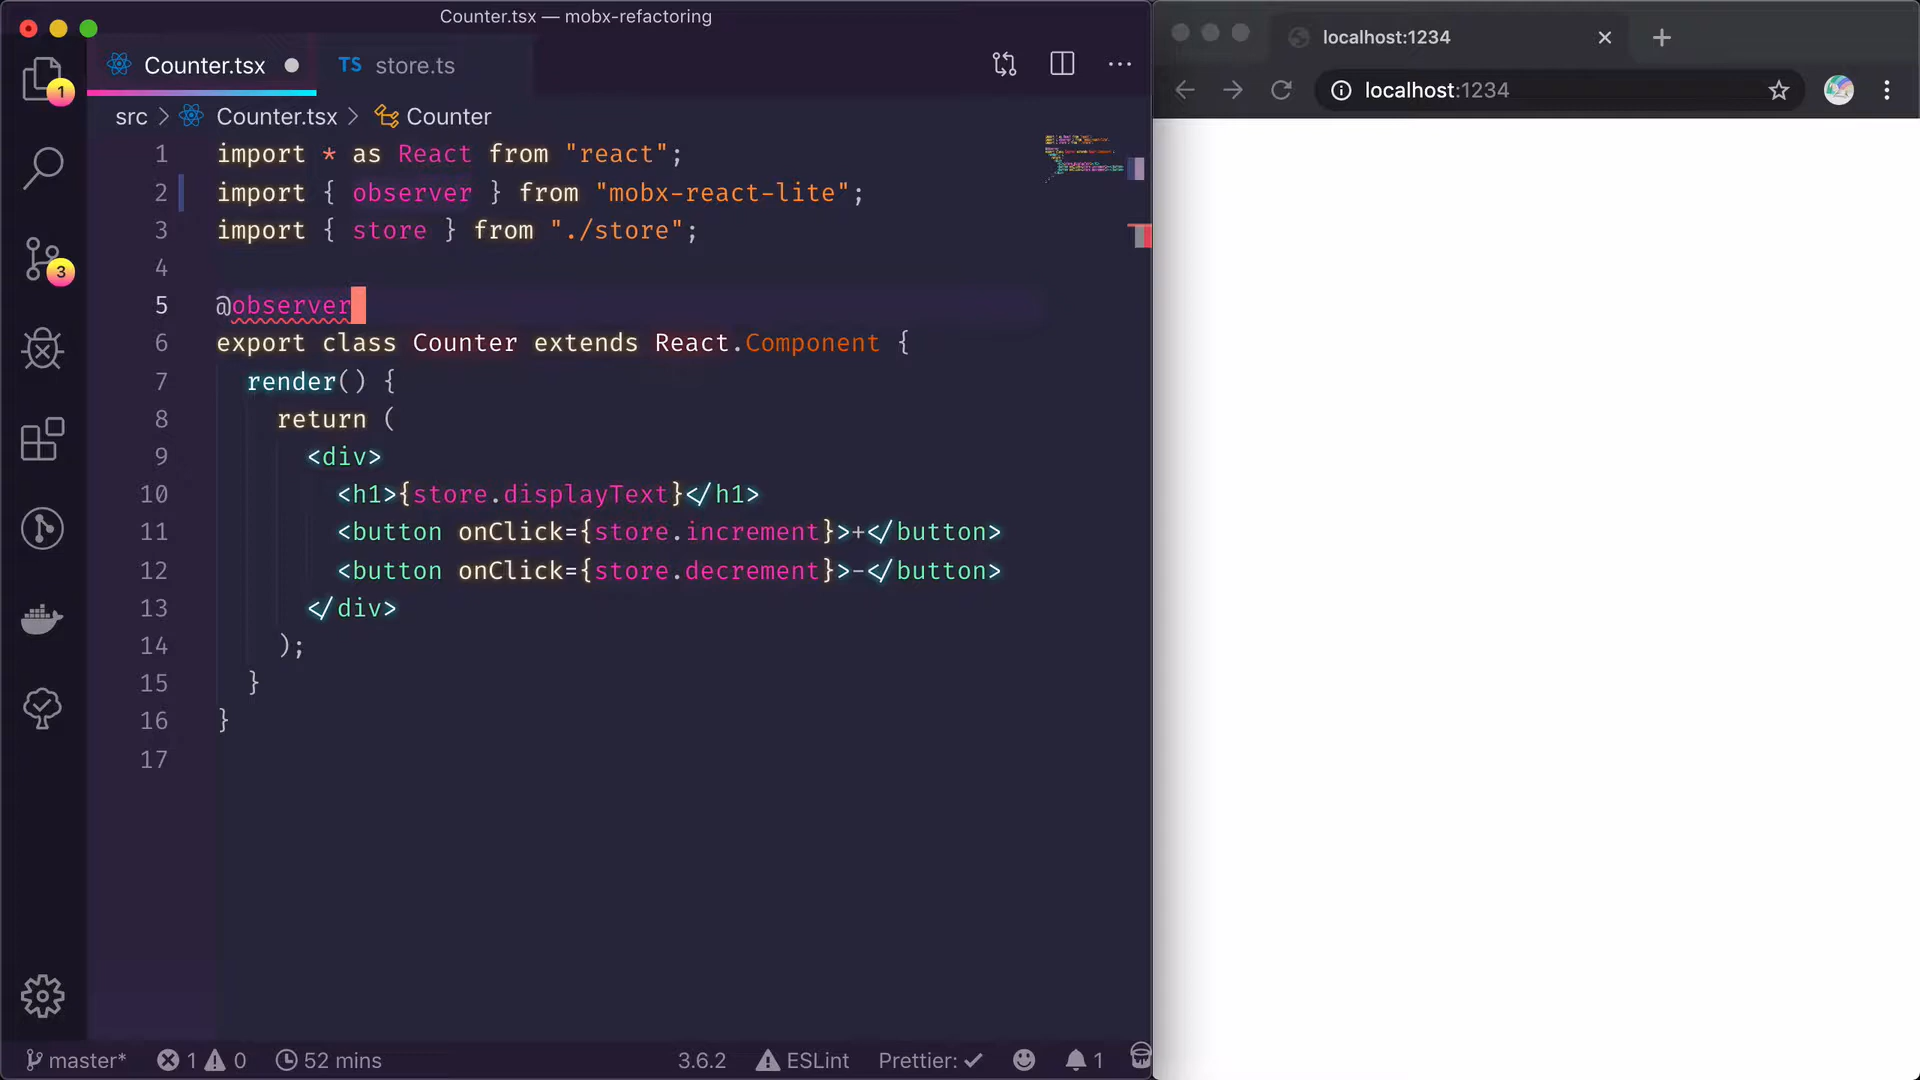 Counter.tsx — mobx-refactoring
Counter.tsx
TS store.ts
src > Counter.tsx > Counter
1 import * as React from "react";
2 import { observer } from "mobx-react-lite";
3 import { store } from "./store";
4
5 @observer
6 export class Counter extends React.Component {
7 render() {
8 return (
9 <div>
10 <h1>{store.displayText}</h1>
11 <button onClick={store.increment}>+</button>
12 <button onClick={store.decrement}>-</button>
13 </div>
14 );
15 }
16 }
17
1
3
master* 1 0 52 mins 3.6.2 ESLint Prettier: ✓ 1
localhost:1234
localhost:1234